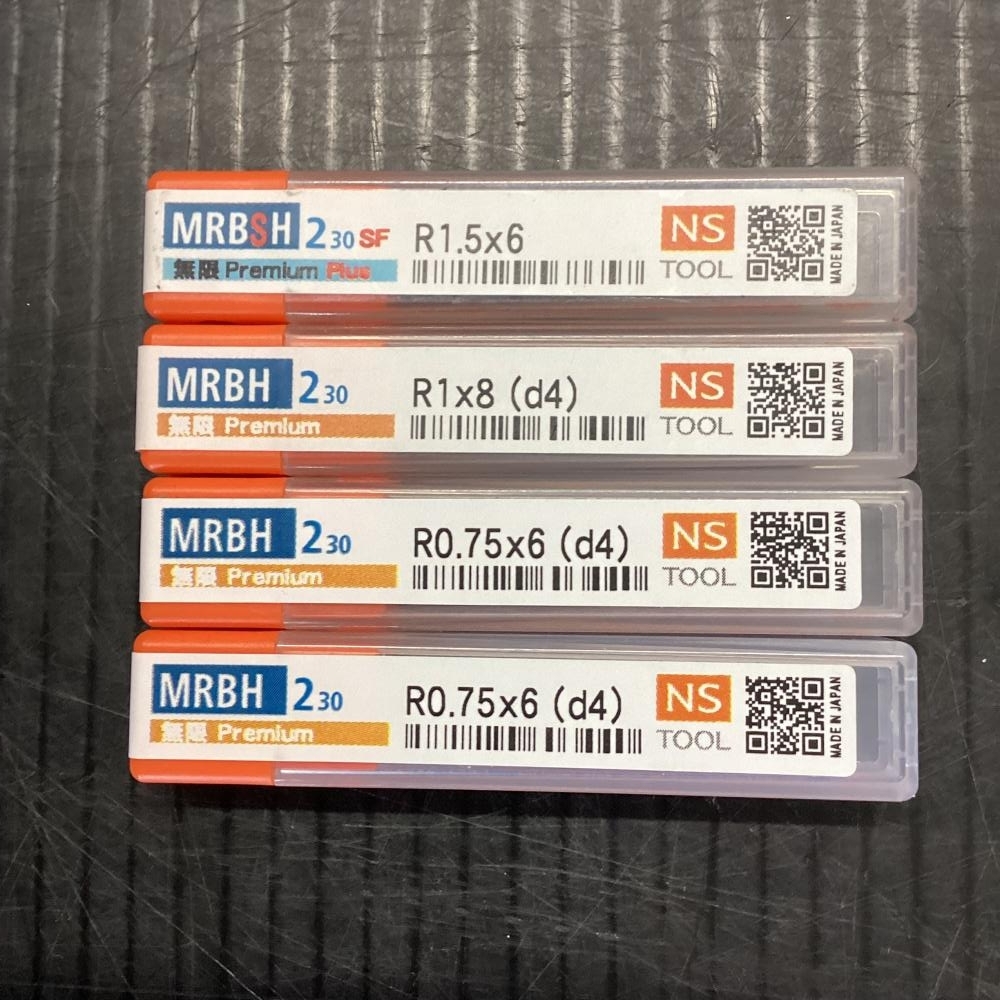 MRBSH 230 SF
無限 Premium Plus
R1.5x6
NS
TOOL
MADE IN JAPAN
MRBH 230
無限 Premium
R1x8 (d4)
NS
TOOL
MADE IN JAPAN
MRBH 230
無限 Premium
R0.75x6 (d4)
NS
TOOL
MADE IN JAPAN
MRBH 230
無限 Premium
R0.75x6 (d4)
NS
TOOL
MADE IN JAPAN